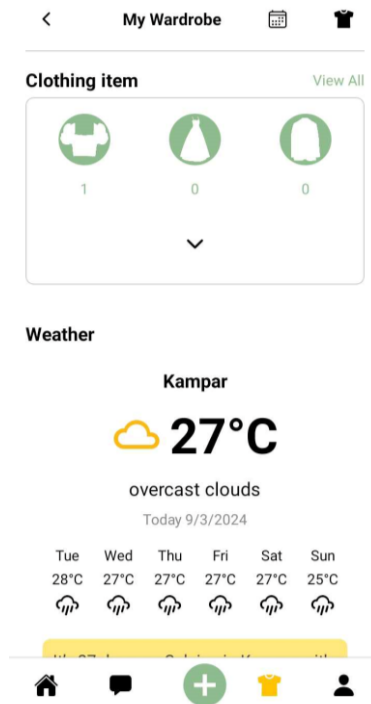 My Wardrobe
Clothing item View All
1 0 0
Weather
Kampar
27°C
overcast clouds
Today 9/3/2024
Tue Wed Thu Fri Sat Sun
28°C 27°C 27°C 27°C 27°C 25°C